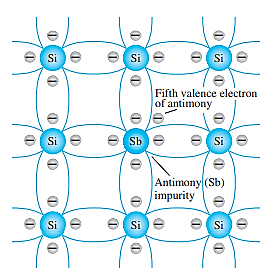 Si Si Si
Fifth valence electron
of antimony
Si Sb Si
Antimony (Sb)
impurity
Si Si Si